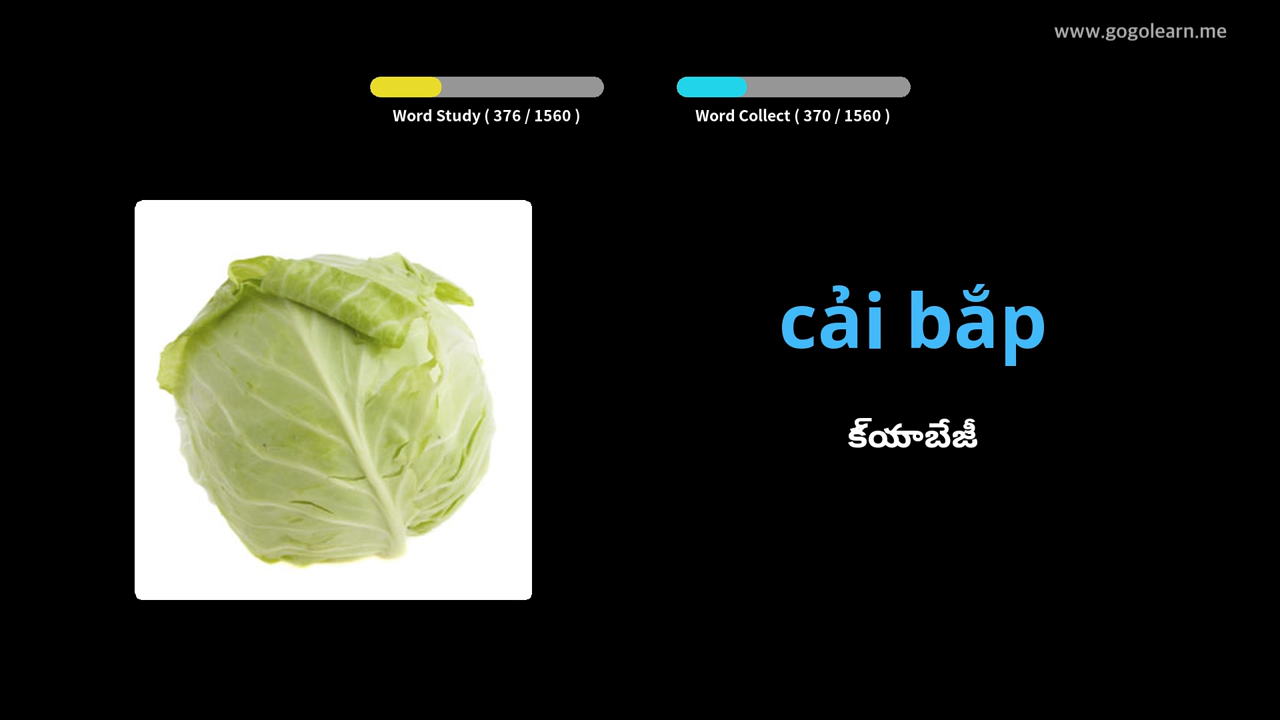 www.gogolearn.me
Word Study ( 376 / 1560 )
Word Collect ( 370 / 1560 )
cải bắp
క్‌యాబేజీ